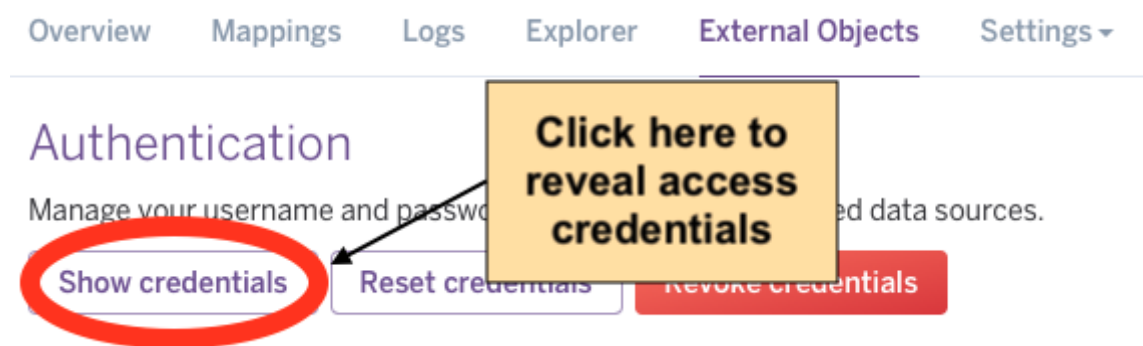 Overview Mappings Logs Explorer External Objects Settings
Authentication
Click here to
reveal access
credentials
Manage your username and passwo ed data sources.
Show credentials Reset credentials Revoke credentials